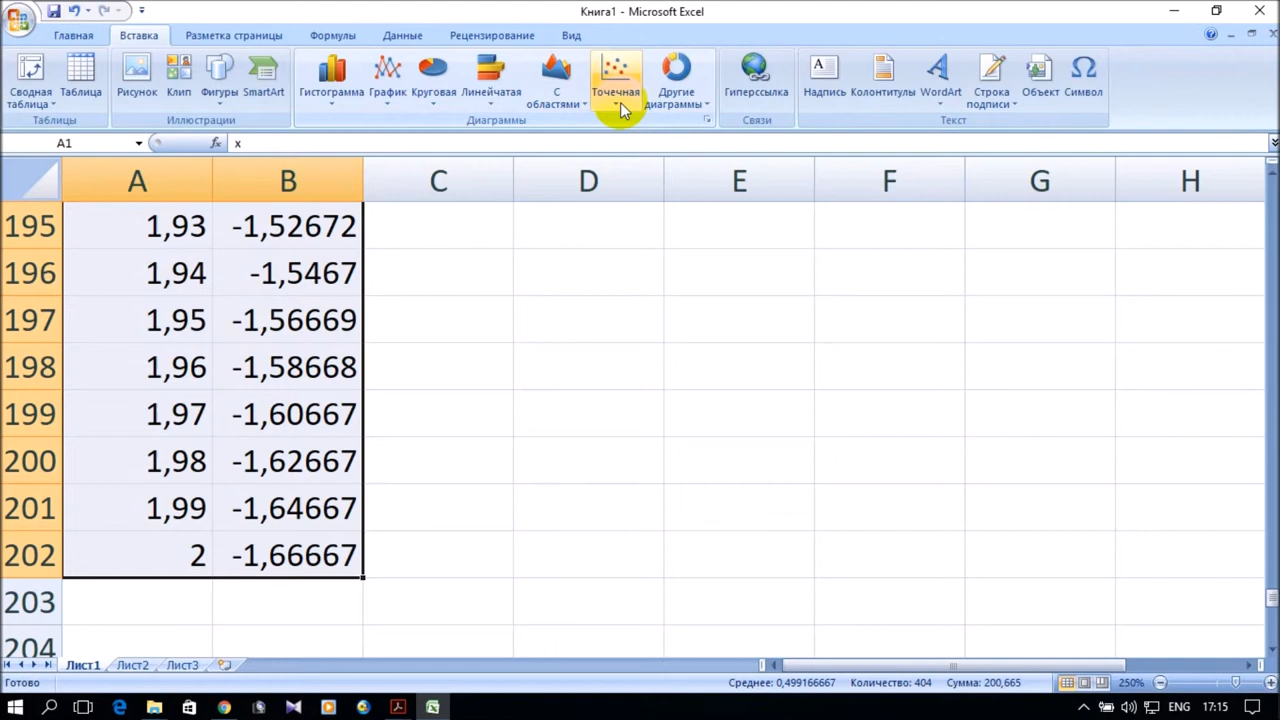 Книга1 - Microsoft Excel
Главная Вставка Разметка страницы Формулы Данные Рецензирование Вид
Сводная таблица Таблица Рисунок Клип Фигуры SmartArt Гистограмма График Круговая Линейчатая С областями Точечная Другие диаграммы Гиперссылка Надпись Колонтитулы WordArt Строка подписи Объект Символ
Таблицы Иллюстрации Диаграммы Связи Текст
A1 fx x
A B C D E F G H
195 1,93 -1,52672
196 1,94 -1,5467
197 1,95 -1,56669
198 1,96 -1,58668
199 1,97 -1,60667
200 1,98 -1,62667
201 1,99 -1,64667
202 2 -1,66667
203
204
Лист1 Лист2 Лист3
Готово Среднее: 0,499166667 Количество: 404 Сумма: 200,665 250%
ENG 17:15